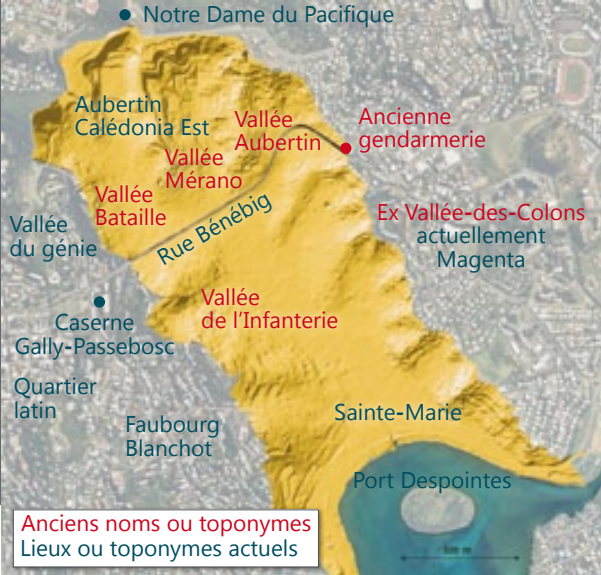 Notre Dame du Pacifique
Aubertin
Calédonia Est
Vallée
Aubertin
Ancienne
gendarmerie
Vallée
Mérano
Vallée
Bataille
Ex Vallée-des-Colons
actuellement
Magenta
Vallée
du génie
Rue Bénébig
Vallée
de l'Infanterie
Caserne
Gally-Passebosc
Quartier
latin
Faubourg
Blanchot
Sainte-Marie
Port Despointes
Anciens noms ou toponymes
Lieux ou toponymes actuels